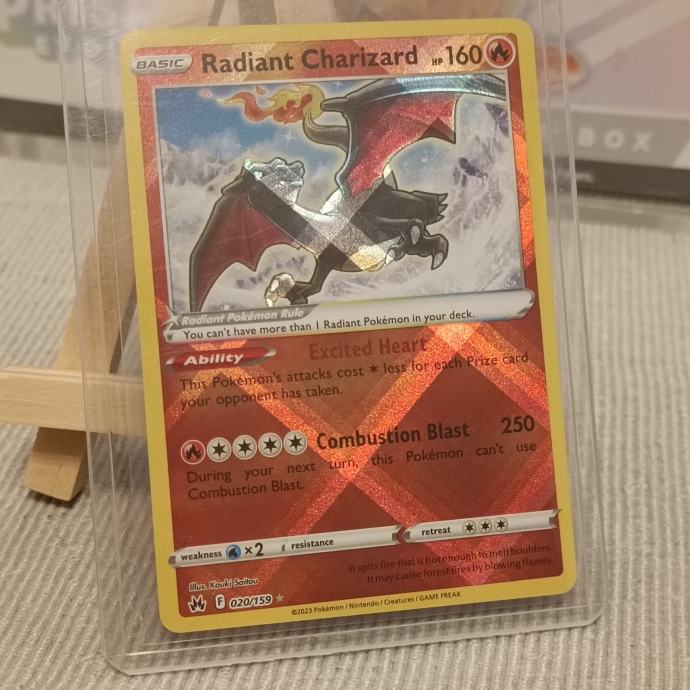 BASIC Radiant Charizard HP 160
BOX
Radiant Pokémon Rule
You can't have more than 1 Radiant Pokémon in your deck.
Ability Excited Heart
This Pokémon's attacks cost less for each Prize card
your opponent has taken.
Combustion Blast 250
During your next turn, this Pokémon can't use
Combustion Blast.
weakness ×2 resistance retreat
It spits fire that is hot enough to melt boulders.
It may cause forest fires by blowing flames.
Illus. Kouki Saitou
F 020/159
©2023 Pokémon / Nintendo / Creatures / GAME FREAK